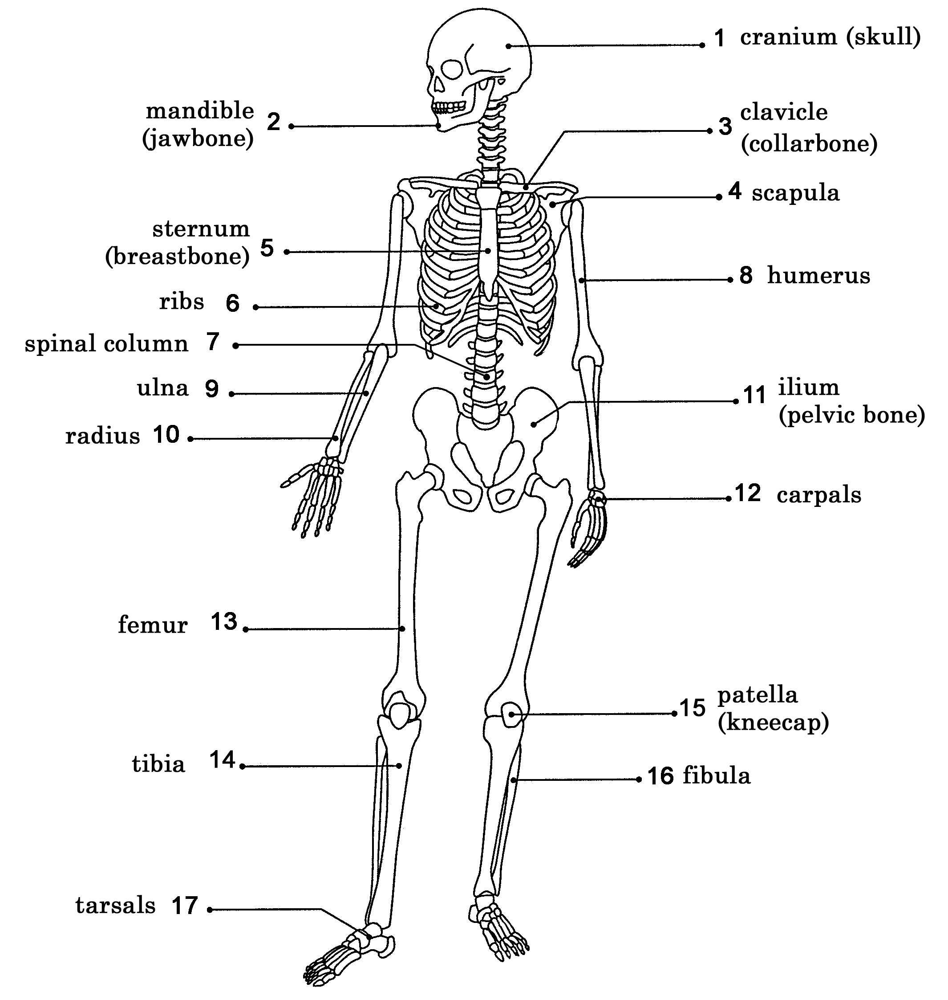 1 cranium (skull)
mandible 2
(jawbone)
3 clavicle
(collarbone)
4 scapula
sternum
(breastbone) 5
8 humerus
ribs 6
spinal column 7
ulna 9
11 ilium
(pelvic bone)
radius 10
12 carpals
femur 13
15 patella
(kneecap)
tibia 14
16 fibula
tarsals 17